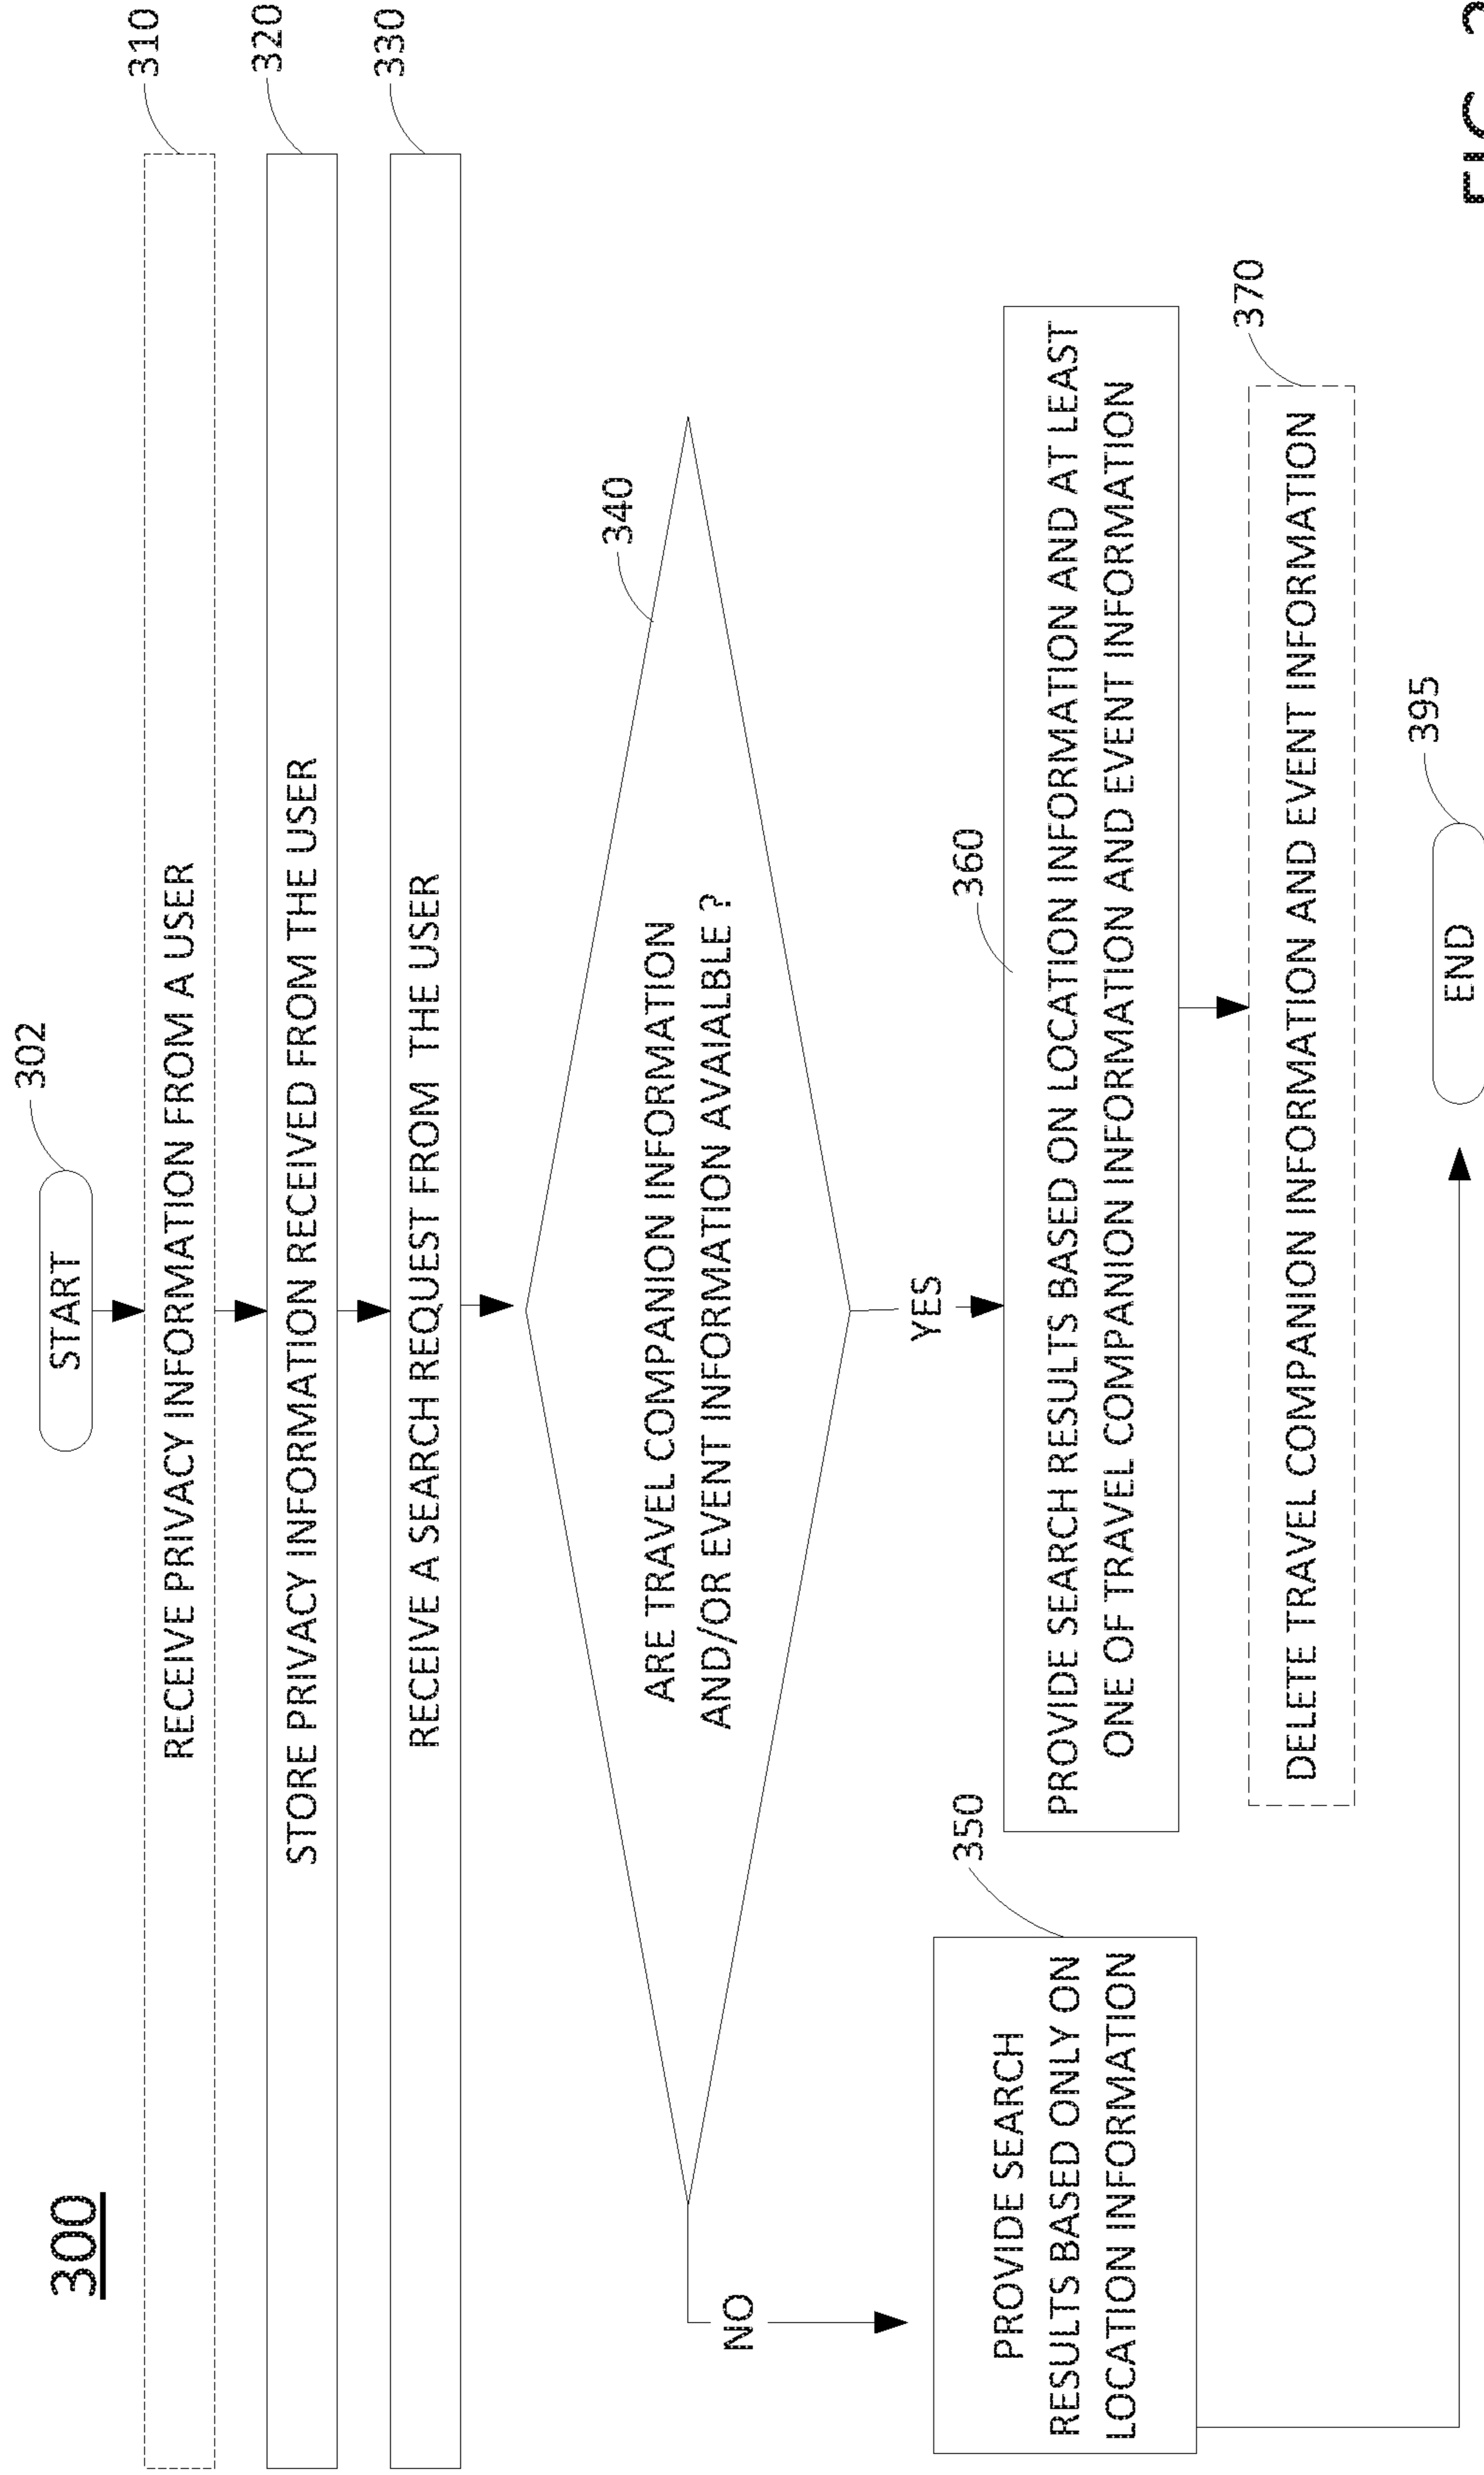 300
302
START
310
RECEIVE PRIVACY INFORMATION FROM A USER
320
STORE PRIVACY INFORMATION RECEIVED FROM THE USER
330
RECEIVE A SEARCH REQUEST FROM THE USER
340
ARE TRAVEL COMPANION INFORMATION
AND/OR EVENT INFORMATION AVAIALBLE ?
NO
YES
350
PROVIDE SEARCH
RESULTS BASED ONLY ON
LOCATION INFORMATION
360
PROVIDE SEARCH RESULTS BASED ON LOCATION INFORMATION AND AT LEAST
ONE OF TRAVEL COMPANION INFORMATION AND EVENT INFORMATION
370
DELETE TRAVEL COMPANION INFORMATION AND EVENT INFORMATION
395
END